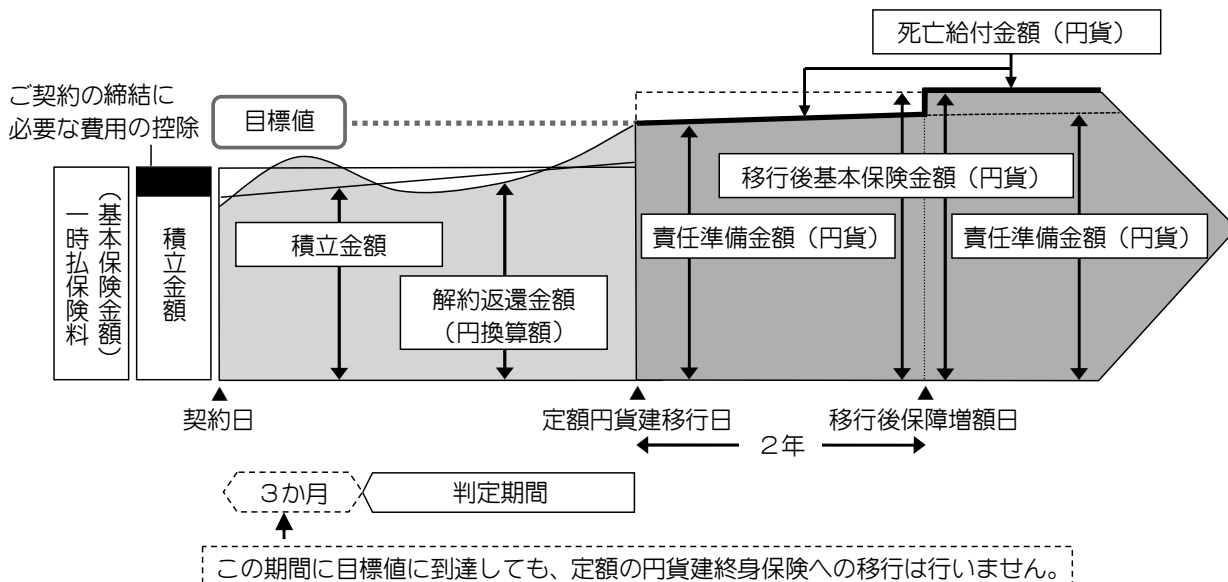 死亡給付金額（円貨）
ご契約の締結に
必要な費用の控除
目標値
移行後基本保険金額（円貨）
一時払保険料
（基本保険金額）
積立金額
積立金額
解約返還金額
（円換算額）
責任準備金額（円貨）
責任準備金額（円貨）
契約日
定額円貨建移行日
移行後保障増額日
２年
３か月
判定期間
この期間に目標値に到達しても、定額の円貨建終身保険への移行は行いません。